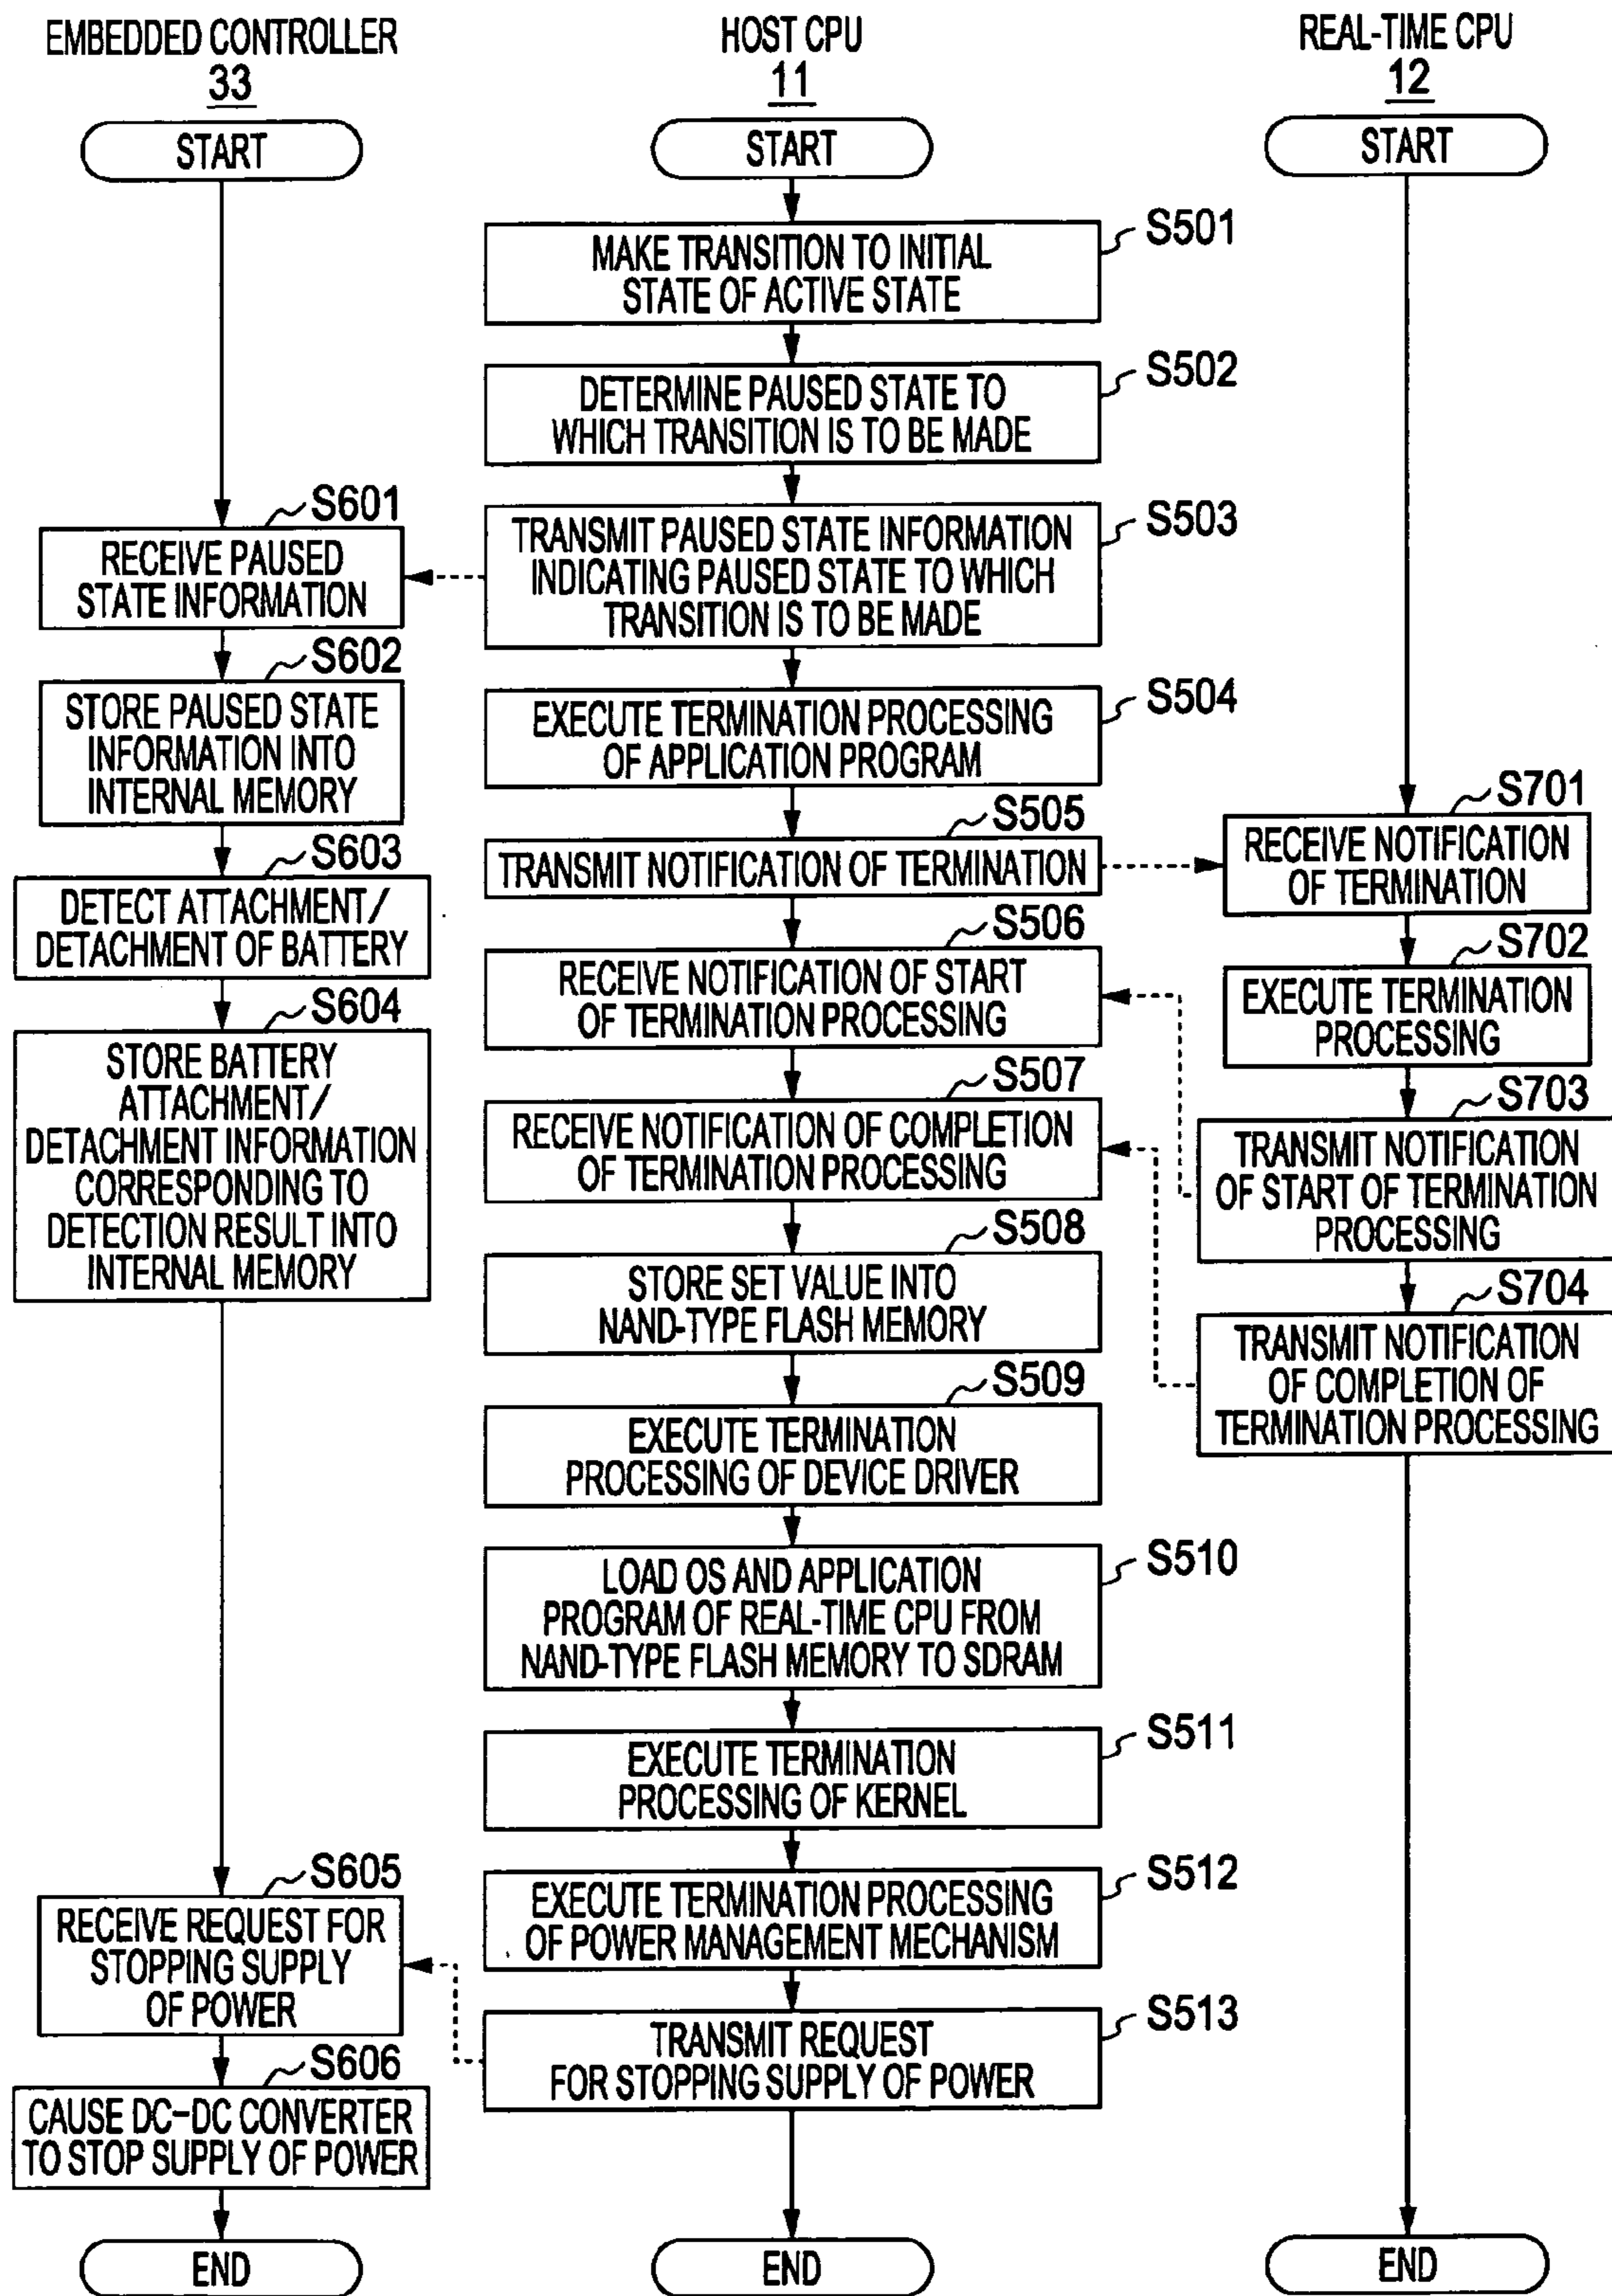 EMBEDDED CONTROLLER
33
START
S601
RECEIVE PAUSED
STATE INFORMATION
S602
STORE PAUSED STATE
INFORMATION INTO
INTERNAL MEMORY
S603
DETECT ATTACHMENT/
DETACHMENT OF BATTERY
S604
STORE BATTERY
ATTACHMENT/
DETACHMENT INFORMATION
CORRESPONDING TO
DETECTION RESULT INTO
INTERNAL MEMORY
S605
RECEIVE REQUEST FOR
STOPPING SUPPLY
OF POWER
S606
CAUSE DC-DC CONVERTER
TO STOP SUPPLY OF POWER
END
HOST CPU
11
START
S501
MAKE TRANSITION TO INITIAL
STATE OF ACTIVE STATE
S502
DETERMINE PAUSED STATE TO
WHICH TRANSITION IS TO BE MADE
S503
TRANSMIT PAUSED STATE INFORMATION
INDICATING PAUSED STATE TO WHICH
TRANSITION IS TO BE MADE
S504
EXECUTE TERMINATION PROCESSING
OF APPLICATION PROGRAM
S505
TRANSMIT NOTIFICATION OF TERMINATION
S506
RECEIVE NOTIFICATION OF START
OF TERMINATION PROCESSING
S507
RECEIVE NOTIFICATION OF COMPLETION
OF TERMINATION PROCESSING
S508
STORE SET VALUE INTO
NAND-TYPE FLASH MEMORY
S509
EXECUTE TERMINATION
PROCESSING OF DEVICE DRIVER
S510
LOAD OS AND APPLICATION
PROGRAM OF REAL-TIME CPU FROM
NAND-TYPE FLASH MEMORY TO SDRAM
S511
EXECUTE TERMINATION
PROCESSING OF KERNEL
S512
EXECUTE TERMINATION PROCESSING
OF POWER MANAGEMENT MECHANISM
S513
TRANSMIT REQUEST
FOR STOPPING SUPPLY OF POWER
END
REAL-TIME CPU
12
START
S701
RECEIVE NOTIFICATION
OF TERMINATION
S702
EXECUTE TERMINATION
PROCESSING
S703
TRANSMIT NOTIFICATION
OF START OF TERMINATION
PROCESSING
S704
TRANSMIT NOTIFICATION
OF COMPLETION OF
TERMINATION PROCESSING
END